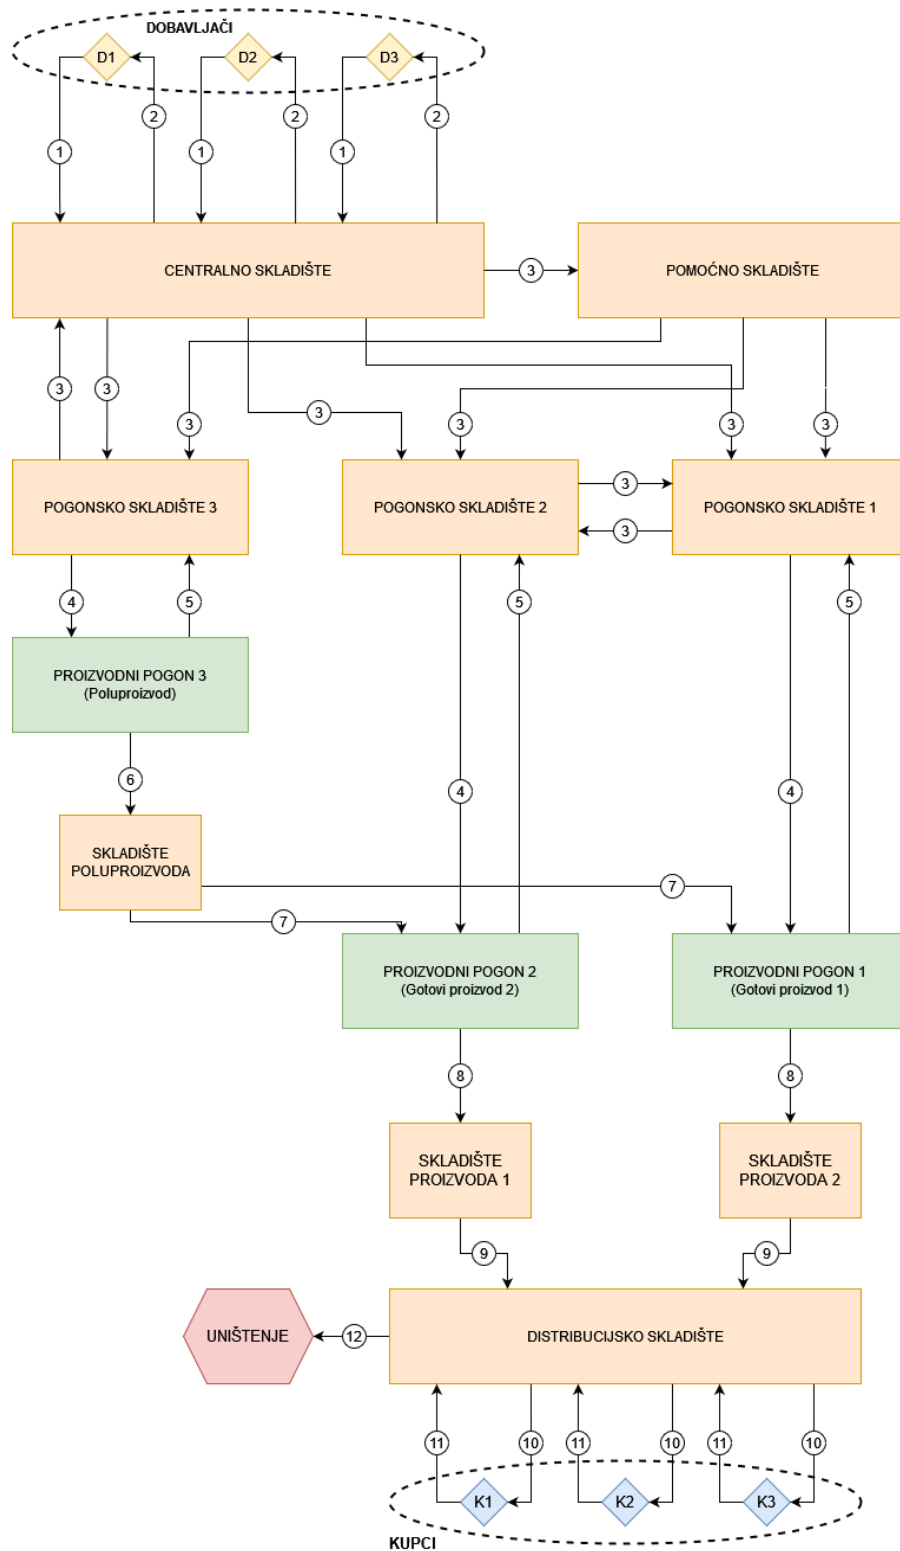 DOBAVLJAČI
D1
D2
D3
2
2
2
1
1
1
CENTRALNO SKLADIŠTE
3
POMOĆNO SKLADIŠTE
3
3
3
3
3
3
3
POGONSKO SKLADIŠTE 3
POGONSKO SKLADIŠTE 2
3
POGONSKO SKLADIŠTE 1
3
4
5
5
5
PROIZVODNI POGON 3
(Poluproizvod)
6
4
4
SKLADIŠTE
POLUPROIZVODA
7
7
PROIZVODNI POGON 2
(Gotovi proizvod 2)
PROIZVODNI POGON 1
(Gotovi proizvod 1)
8
8
SKLADIŠTE
PROIZVODA 1
SKLADIŠTE
PROIZVODA 2
9
9
UNIŠTENJE
12
DISTRIBUCIJSKO SKLADIŠTE
11
10
11
10
11
10
K1
K2
K3
KUPCI